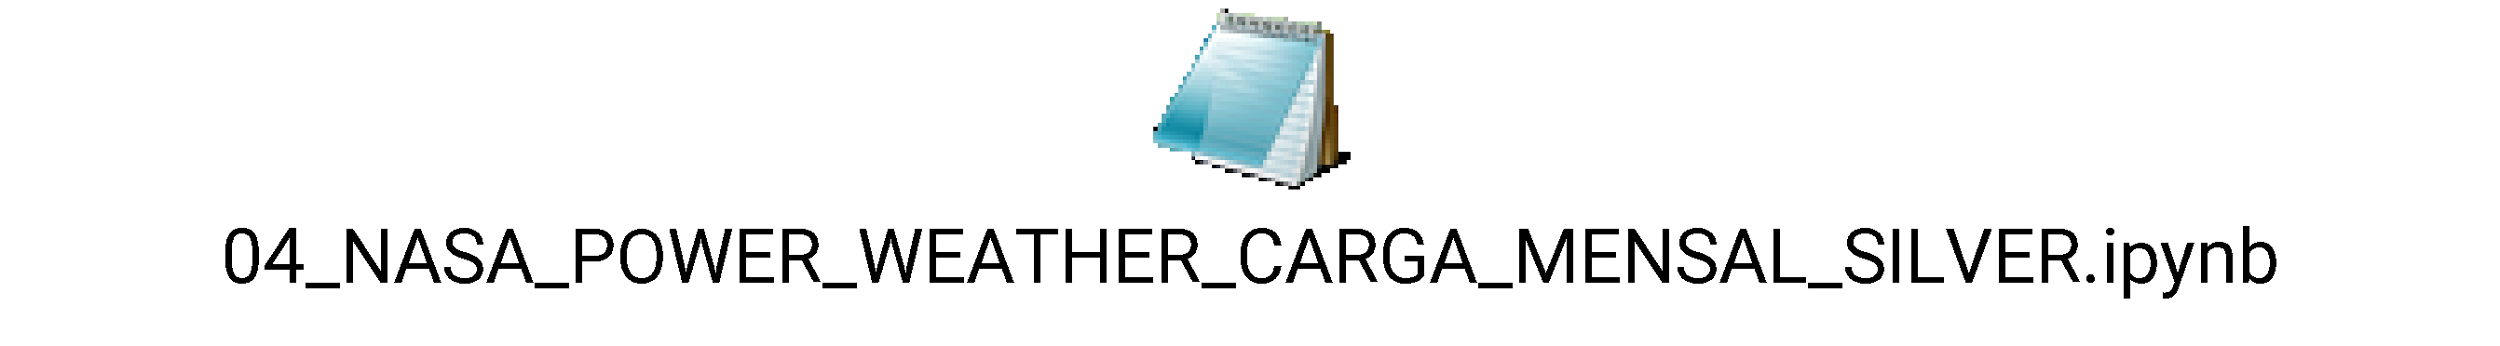 04_NASA_POWER_WEATHER_CARGA_MENSAL_SILVER.ipynb